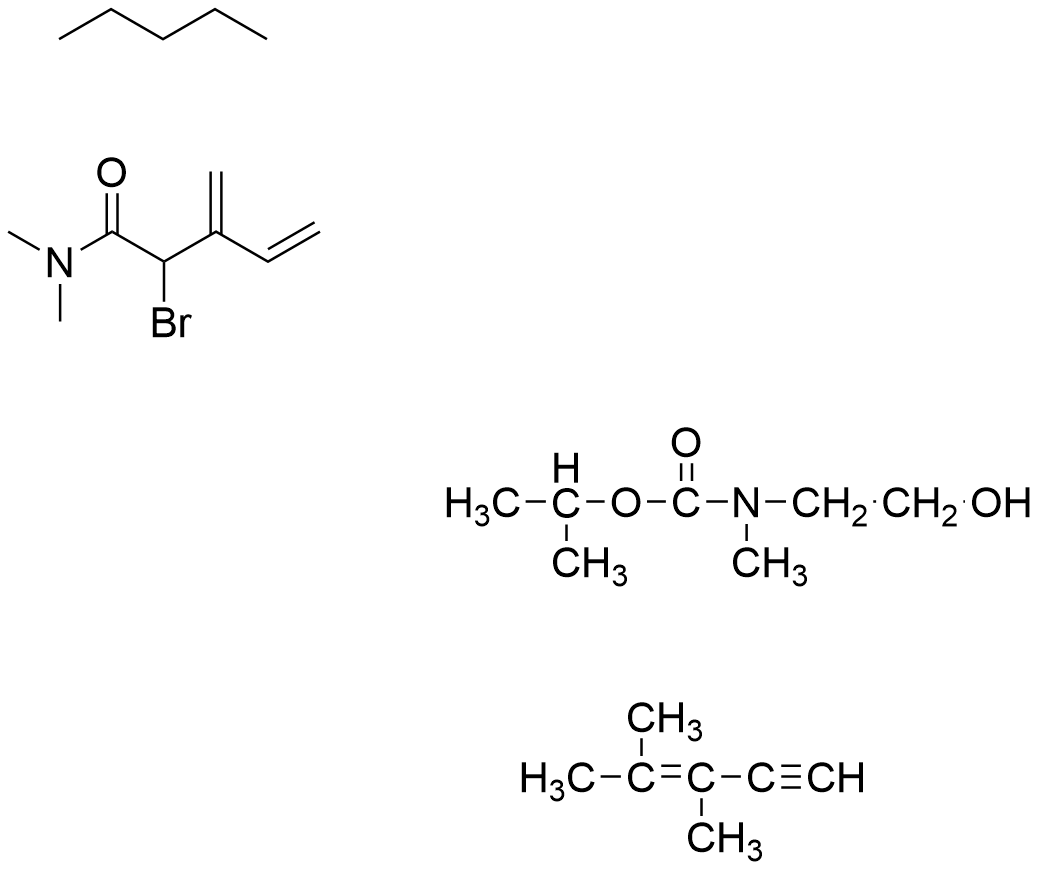 O
N
Br
O
H
H₃C C O C N CH₂ CH₂ OH
CH₃ CH₃
CH₃
H₃C C C C CH
CH₃